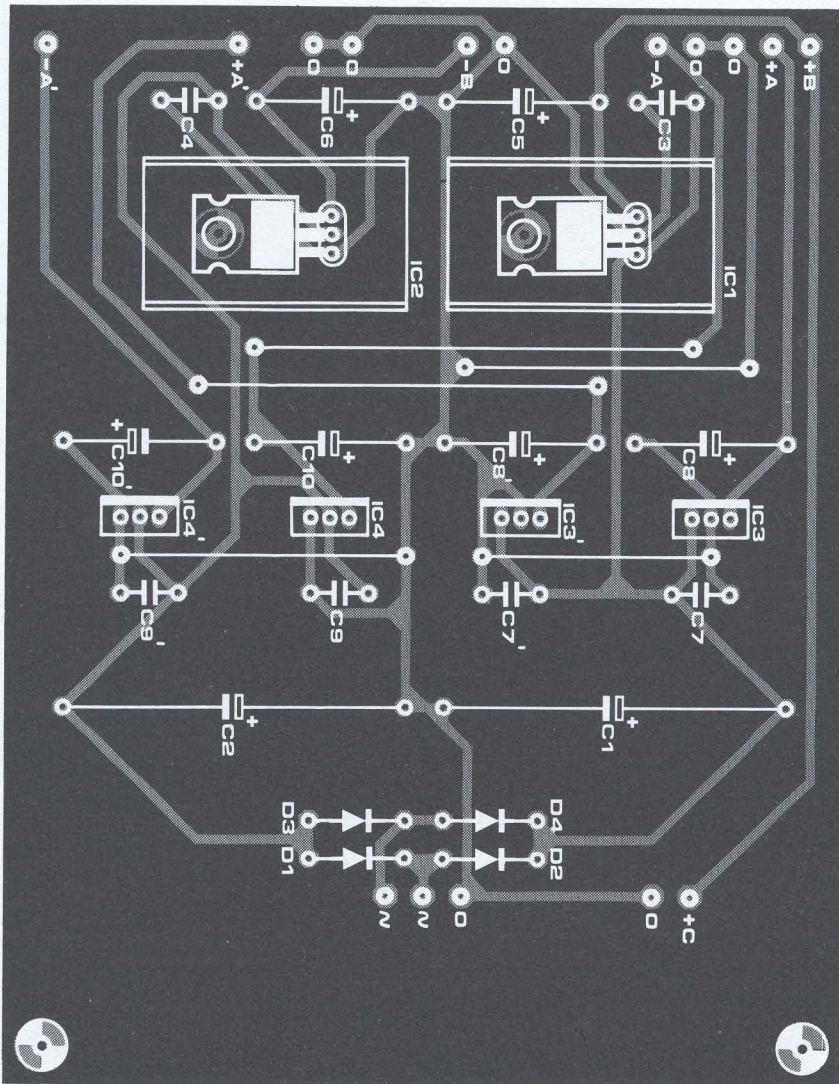 -A'
+A'
0
0
-B
0
-A
0
0
+A
+B
C4
C6
+
C5
+
C3
IC2
IC1
+
C10'
C10
+
C8'
+
C8
+
IC4'
IC4
IC3'
IC3
C9'
C9
C7'
C7
C2
+
C1
+
D3
D4
D1
D2
~
~
0
0
+C